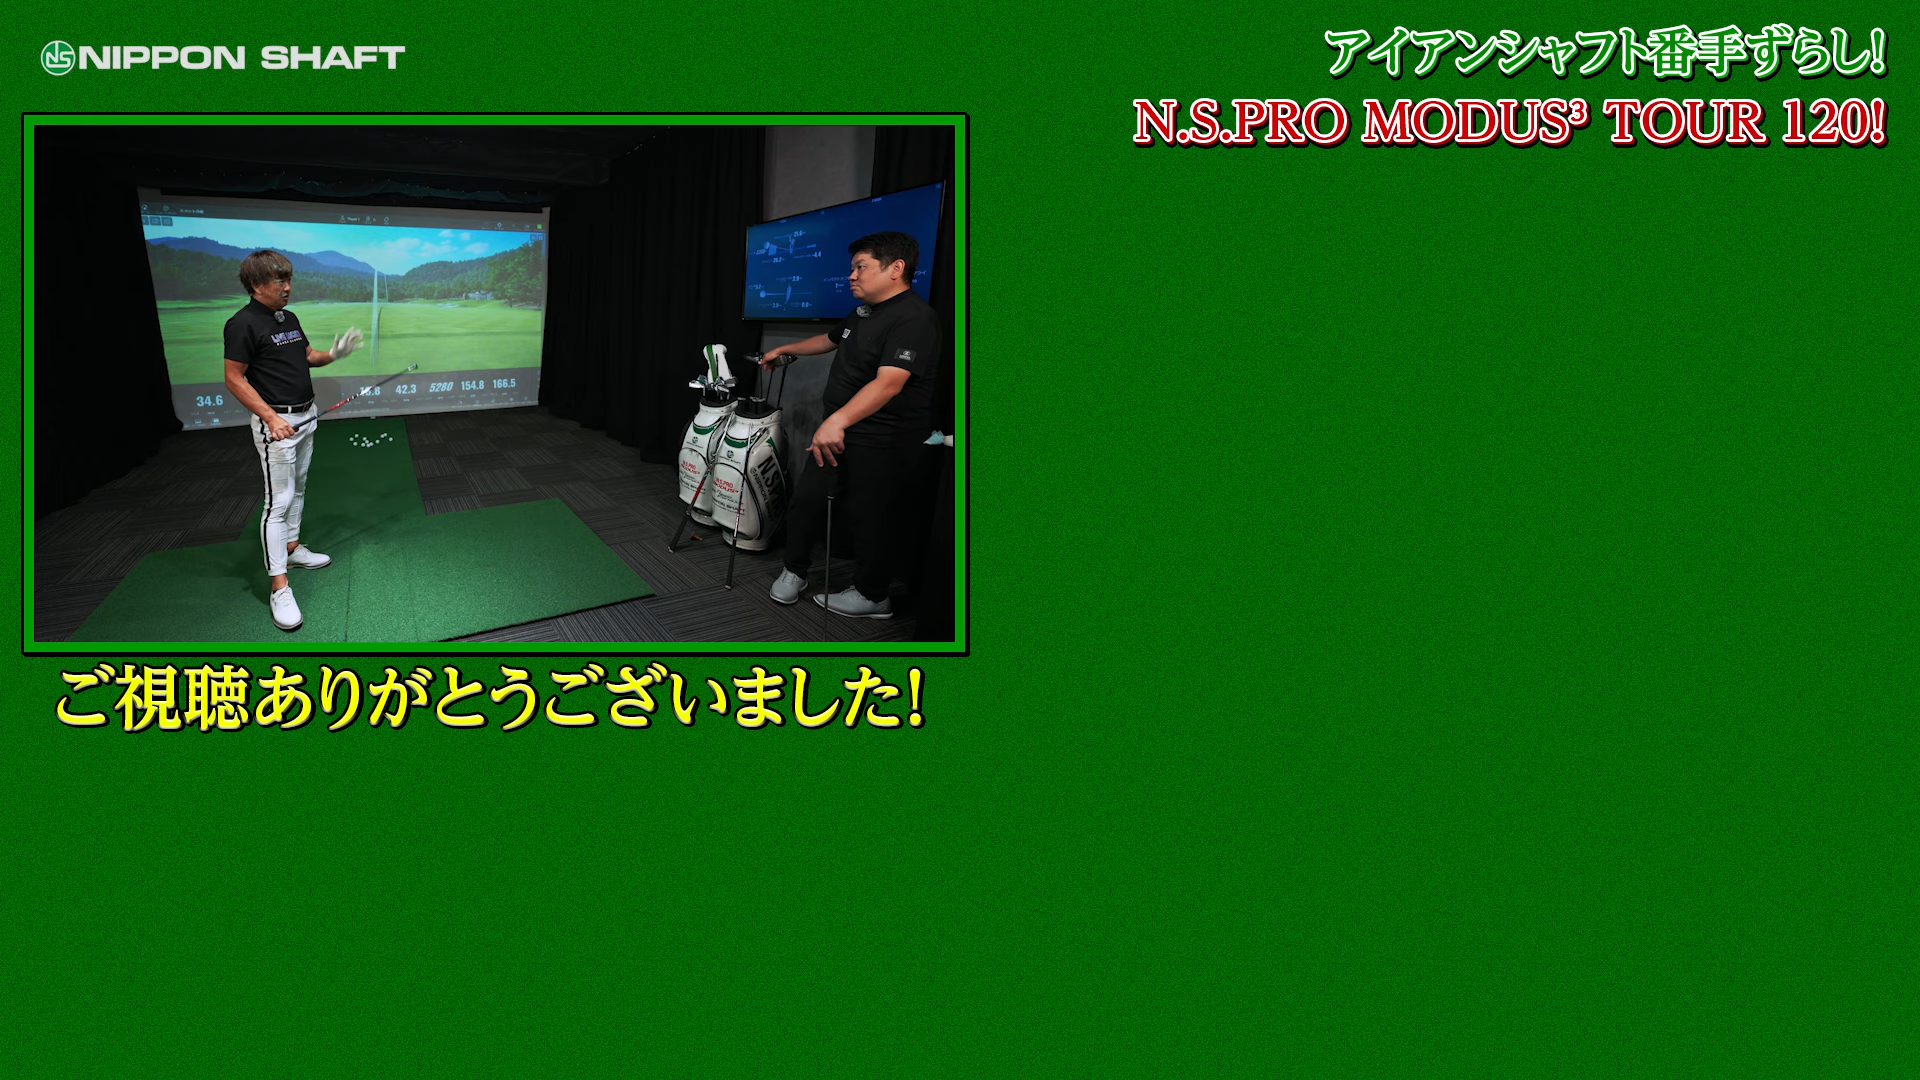 NIPPON SHAFT
アイアンシャフト番手ずらし!
N.S.PRO MODUS³ TOUR 120!
34.6
42.3 5280 154.8 166.5
ご視聴ありがとうございました!